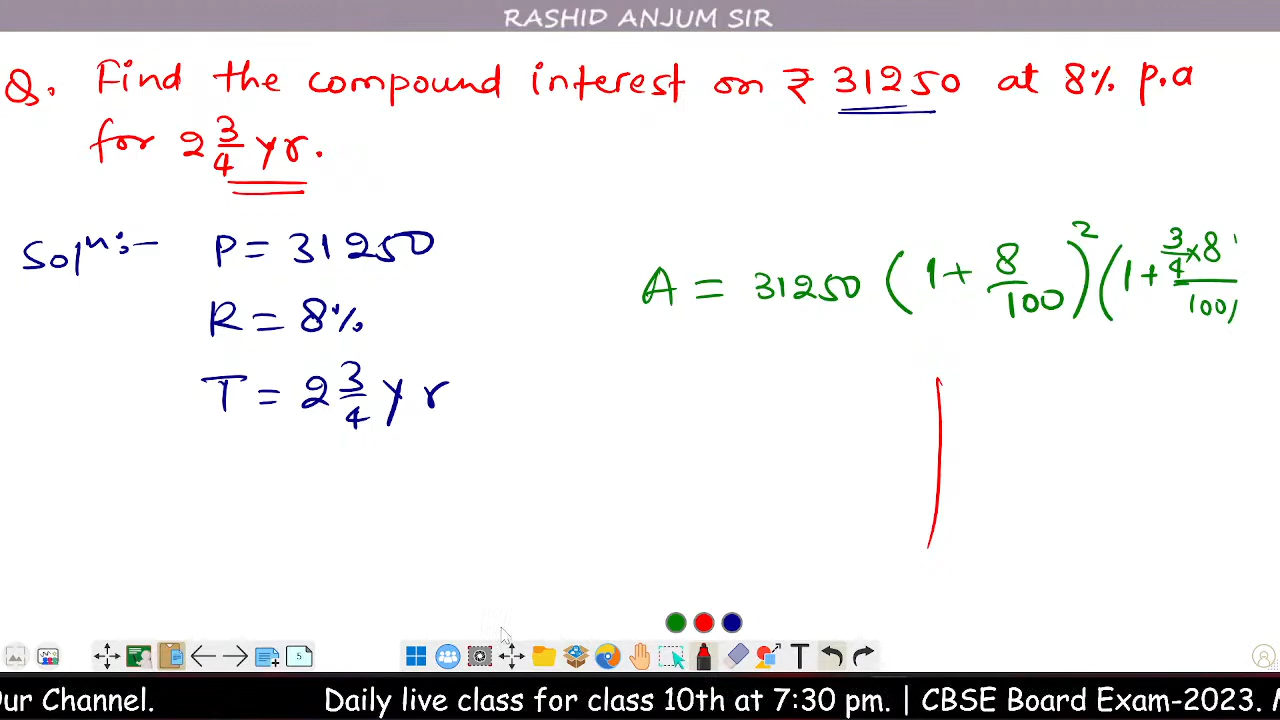 RASHID ANJUM SIR
Q. Find the compound interest on ₹ 31250 at 8% p.a
for 2 3/4 yr.
Solⁿ:- P = 31250
R = 8%
T = 2 3/4 yr
A = 31250 (1 + 8/100)² (1 + 3/4×8/100)
5
T
Our Channel. Daily live class for class 10th at 7:30 pm. | CBSE Board Exam-2023.